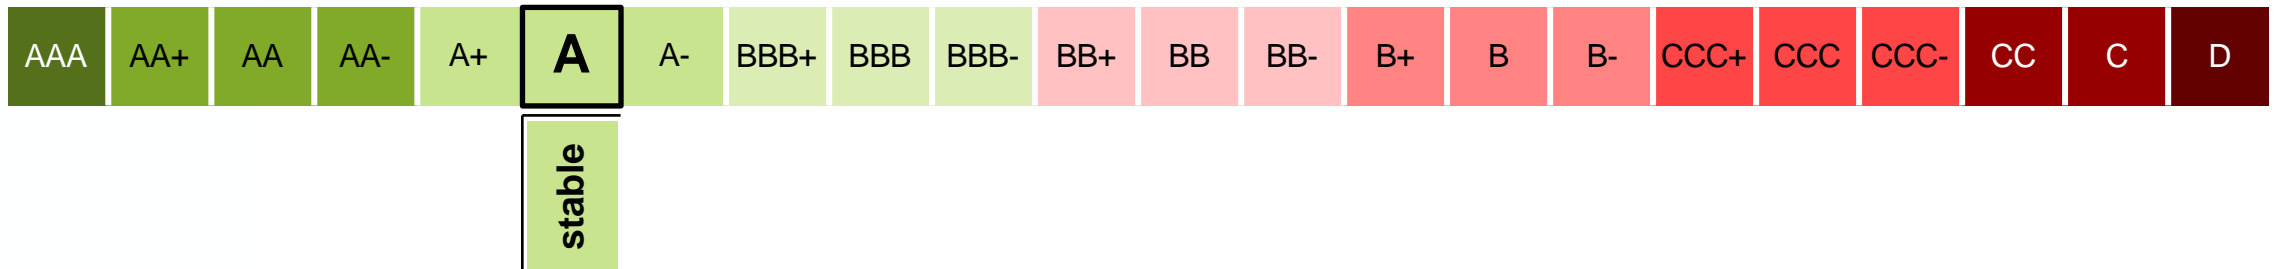 AAA AA+ AA AA- A+ A A- BBB+ BBB BBB- BB+ BB BB- B+ B B- CCC+ CCC CCC- CC C D
stable